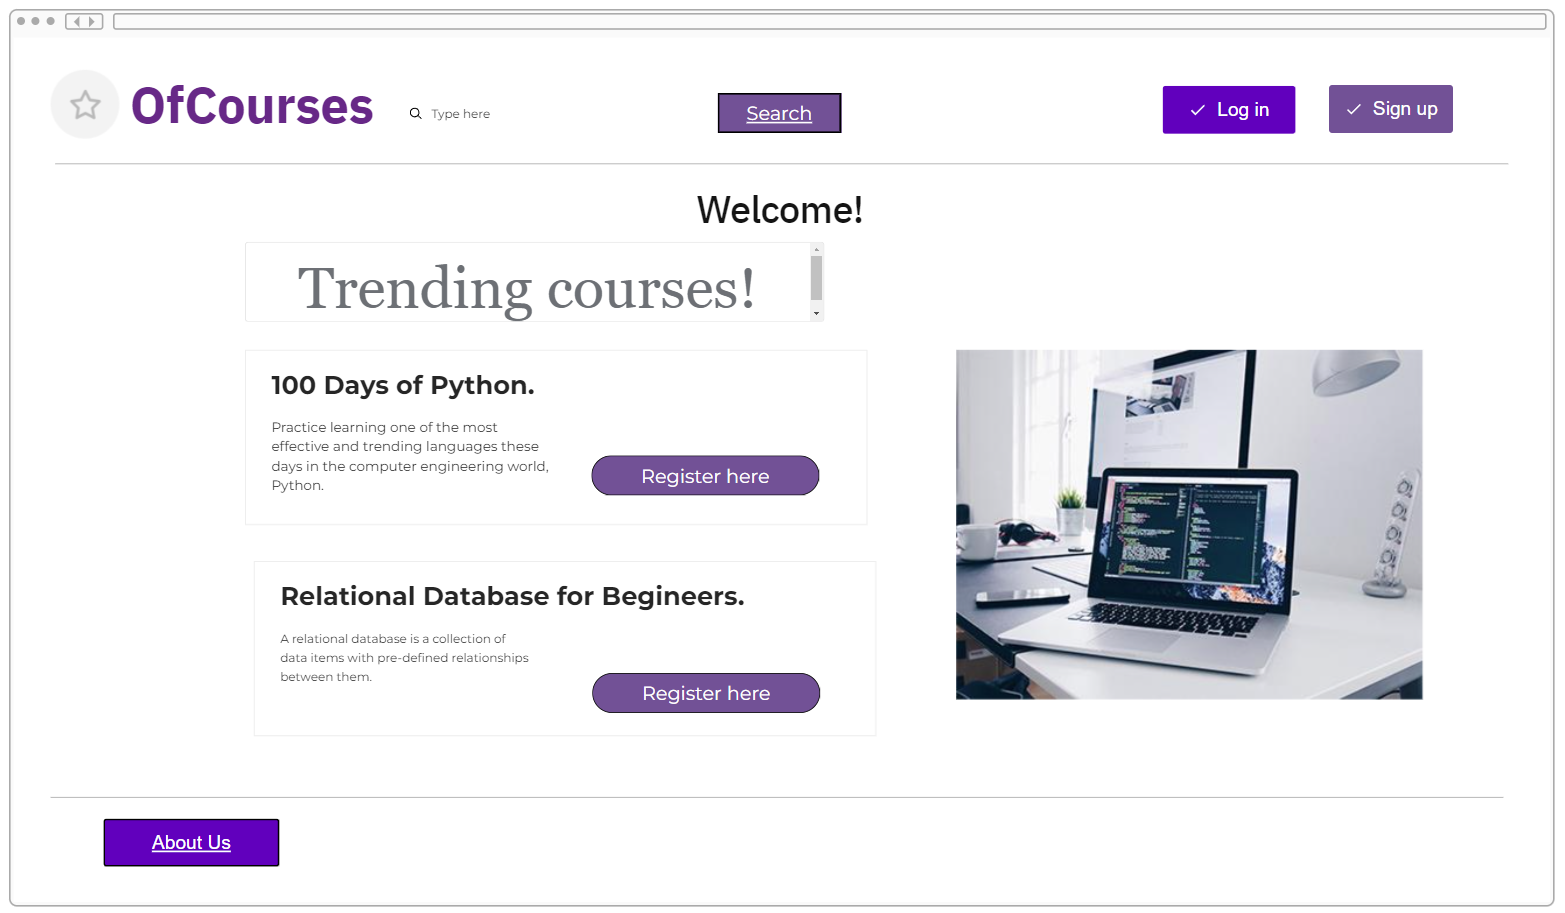 OfCourses
Type here
Search
Log in
Sign up
Welcome!
Trending courses!
100 Days of Python.
Practice learning one of the most
effective and trending languages these
days in the computer engineering world,
Python.
Register here
Relational Database for Begineers.
A relational database is a collection of
data items with pre-defined relationships
between them.
Register here
About Us